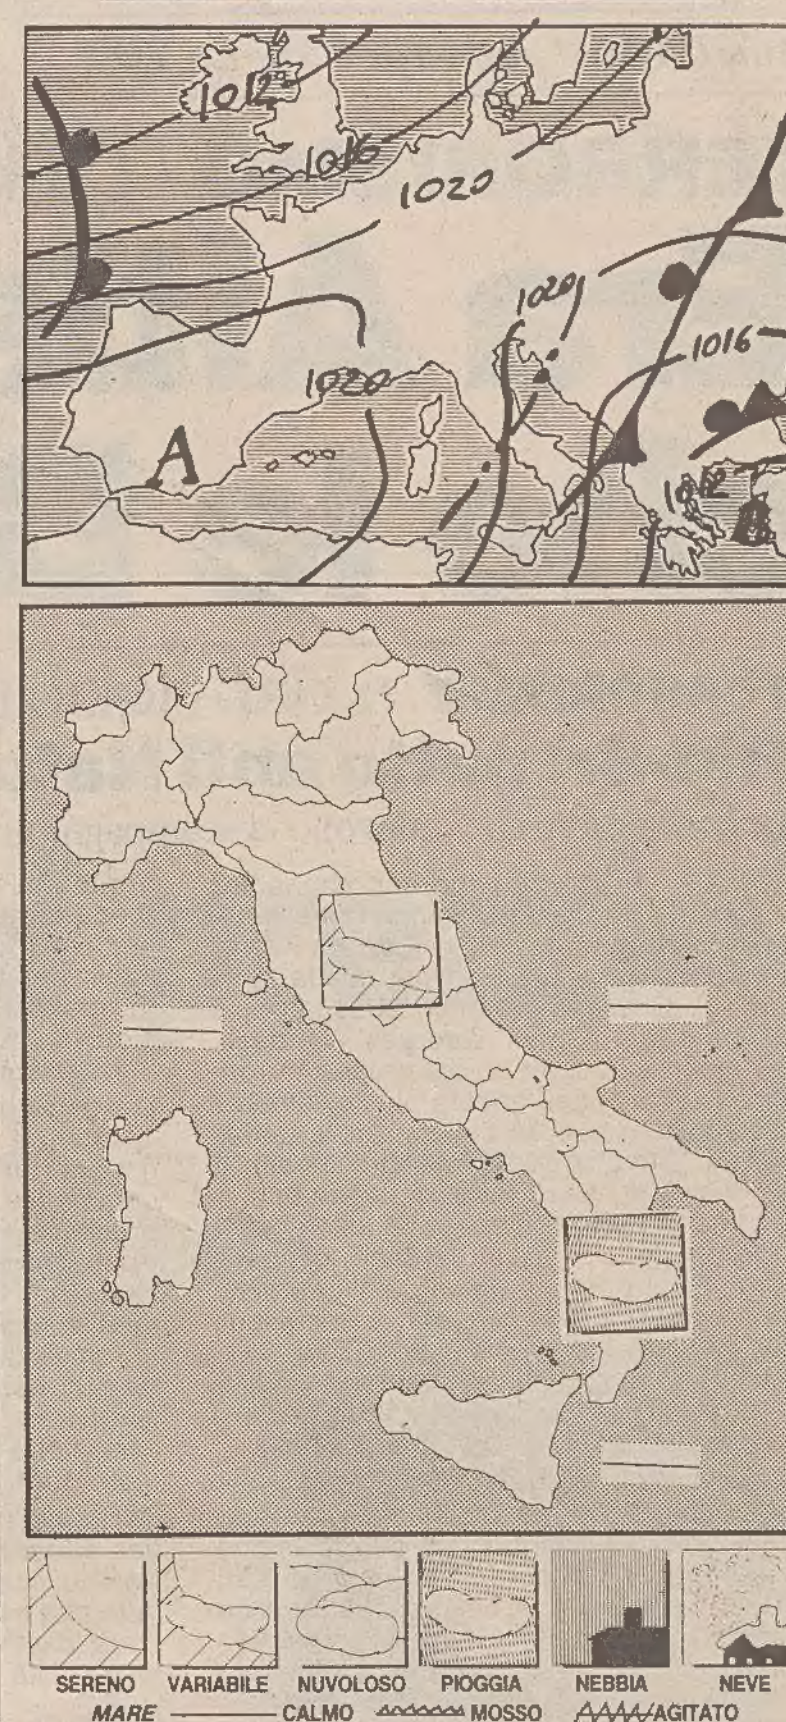 1012
1016
1020
1020
1016
1020
A
1012
SERENO VARIABILE NUVOLOSO PIOGGIA NEBBIA NEVE
MARE CALMO MOSSO AGITATO